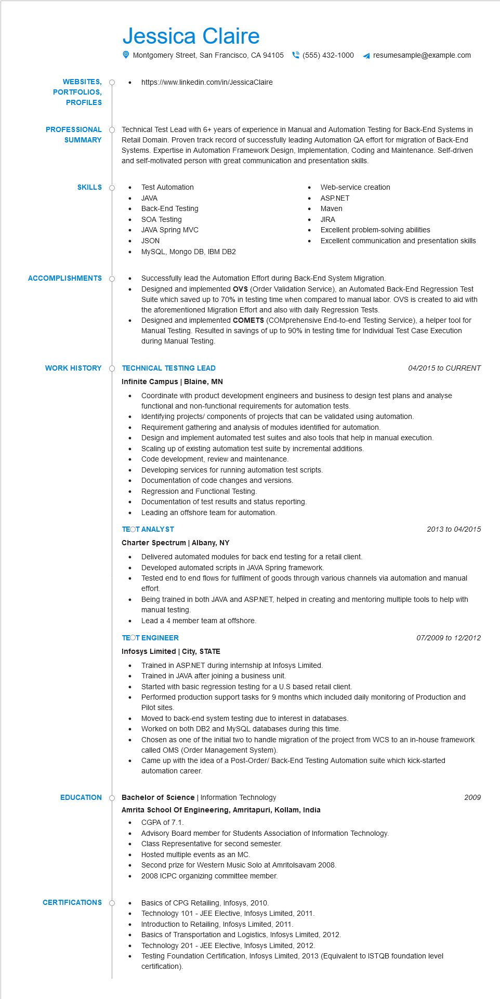 Jessica Claire
Montgomery Street, San Francisco, CA 94105 (555) 432-1000 resumesample@example.com
WEBSITES,
PORTFOLIOS,
PROFILES
• https://www.linkedin.com/in/JessicaClaire
PROFESSIONAL
SUMMARY
Technical Test Lead with 6+ years of experience in Manual and Automation Testing for Back-End Systems in
Retail Domain. Proven track record of successfully leading Automation QA effort for migration of Back-End
Systems. Expertise in Automation Framework Design, Implementation, Coding and Maintenance. Self-driven
and self-motivated person with great communication and presentation skills.
SKILLS
• Test Automation
• JAVA
• Back-End Testing
• SOA Testing
• JAVA Spring MVC
• JSON
• MySQL, Mongo DB, IBM DB2
• Web-service creation
• ASP.NET
• Maven
• JIRA
• Excellent problem-solving abilities
• Excellent communication and presentation skills
ACCOMPLISHMENTS
• Successfully lead the Automation Effort during Back-End System Migration.
• Designed and implemented OVS (Order Validation Service), an Automated Back-End Regression Test
Suite which saved up to 70% in testing time when compared to manual labor. OVS is created to aid with
the aforementioned Migration Effort and also with daily Regression Tests.
• Designed and implemented COMETS (COMprehensive End-to-end Testing Service), a helper tool for
Manual Testing. Resulted in savings of up to 90% in testing time for Individual Test Case Execution
during Manual Testing.
WORK HISTORY
TECHNICAL TESTING LEAD 04/2015 to CURRENT
Infinite Campus | Blaine, MN
• Coordinate with product development engineers and business to design test plans and analyse
functional and non-functional requirements for automation tests.
• Identifying projects/ components of projects that can be validated using automation.
• Requirement gathering and analysis of modules identified for automation.
• Design and implement automated test suites and also tools that help in manual execution.
• Scaling up of existing automation test suite by incremental additions.
• Code development, review and maintenance.
• Developing services for running automation test scripts.
• Documentation of code changes and versions.
• Regression and Functional Testing.
• Documentation of test results and status reporting.
• Leading an offshore team for automation.
TEST ANALYST 2013 to 04/2015
Charter Spectrum | Albany, NY
• Delivered automated modules for back end testing for a retail client.
• Developed automated scripts in JAVA Spring framework.
• Tested end to end flows for fulfilment of goods through various channels via automation and manual
effort.
• Being trained in both JAVA and ASP.NET, helped in creating and mentoring multiple tools to help with
manual testing.
• Lead a 4 member team at offshore.
TEST ENGINEER 07/2009 to 12/2012
Infosys Limited | City, STATE
• Trained in ASP.NET during internship at Infosys Limited.
• Trained in JAVA after joining a business unit.
• Started with basic regression testing for a U.S based retail client.
• Performed production support tasks for 9 months which included daily monitoring of Production and
Pilot sites.
• Moved to back-end system testing due to interest in databases.
• Worked on both DB2 and MySQL databases during this time.
• Chosen as one of the initial two to handle migration of the project from WCS to an in-house framework
called OMS (Order Management System).
• Came up with the idea of a Post-Order/ Back-End Testing Automation suite which kick-started
automation career.
EDUCATION
Bachelor of Science | Information Technology 2009
Amrita School Of Engineering, Amritapuri, Kollam, India
• CGPA of 7.1.
• Advisory Board member for Students Association of Information Technology.
• Class Representative for second semester.
• Hosted multiple events as an MC.
• Second prize for Western Music Solo at Amritolsavam 2008.
• 2008 ICPC organizing committee member.
CERTIFICATIONS
• Basics of CPG Retailing, Infosys, 2010.
• Technology 101 - JEE Elective, Infosys Limited, 2011.
• Introduction to Retailing, Infosys Limited, 2011.
• Basics of Transportation and Logistics, Infosys Limited, 2012.
• Technology 201 - JEE Elective, Infosys Limited, 2012.
• Testing Foundation Certification, Infosys Limited, 2013 (Equivalent to ISTQB foundation level
certification).